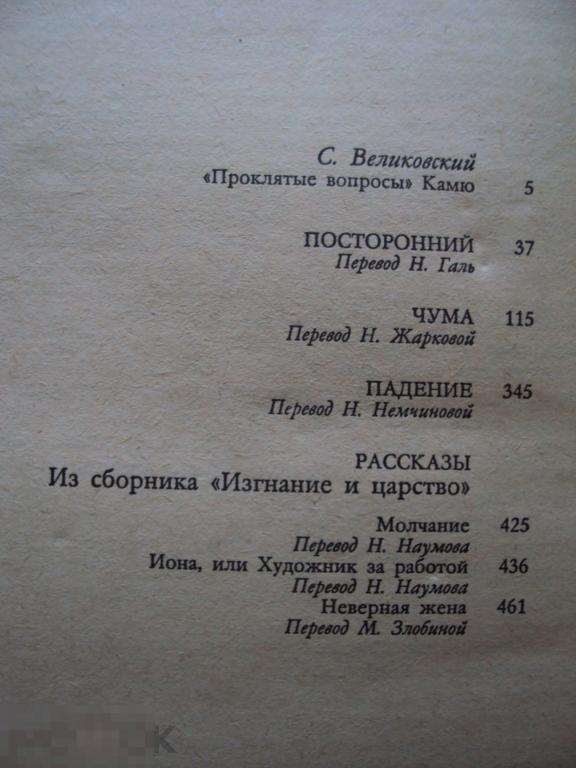 С. Великовский
«Проклятые вопросы» Камю 5
ПОСТОРОННИЙ 37
Перевод Н. Галь
ЧУМА 115
Перевод Н. Жарковой
ПАДЕНИЕ 345
Перевод Н. Немчиновой
РАССКАЗЫ
Из сборника «Изгнание и царство»
Молчание 425
Перевод Н. Наумова
Иона, или Художник за работой 436
Перевод Н. Наумова
Неверная жена 461
Перевод М. Злобиной